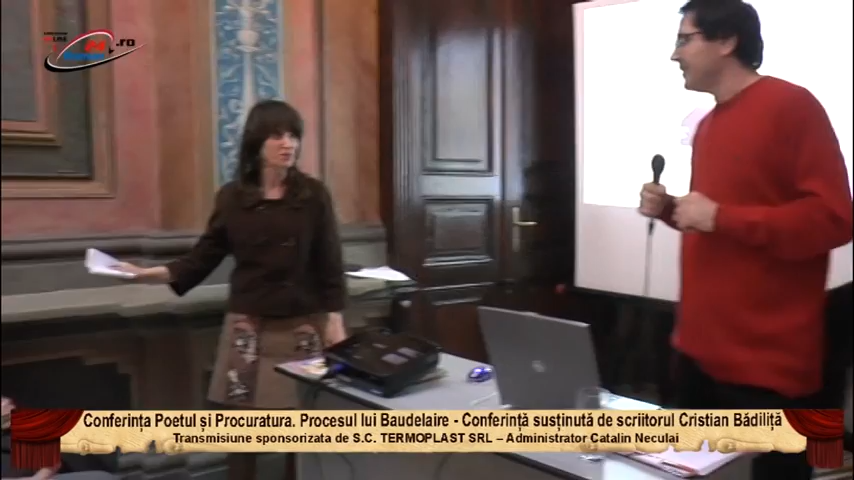 .ro
Conferința Poetul și Procuratura. Procesul lui Baudelaire - Conferință susținută de scriitorul Cristian Bădiliță
Transmisiune sponsorizata de S.C. TERMOPLAST SRL – Administrator Catalin Neculai